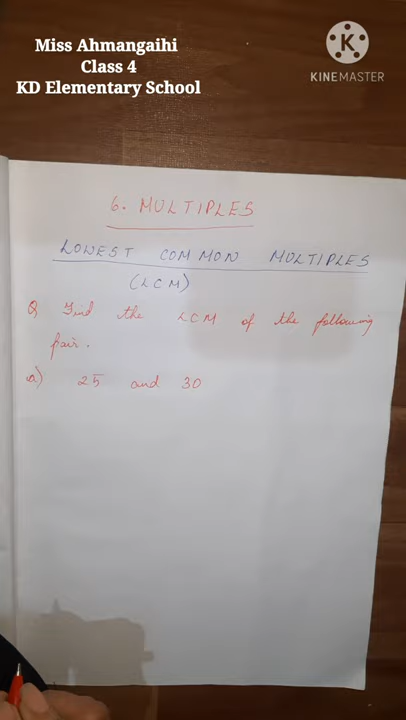 Miss Ahmangaihi
Class 4
KD Elementary School
K
KINEMASTER
6. MULTIPLES
LOWEST COMMON MULTIPLES
(LCM)
Q Find the LCM of the following
pair.
a) 25 and 30